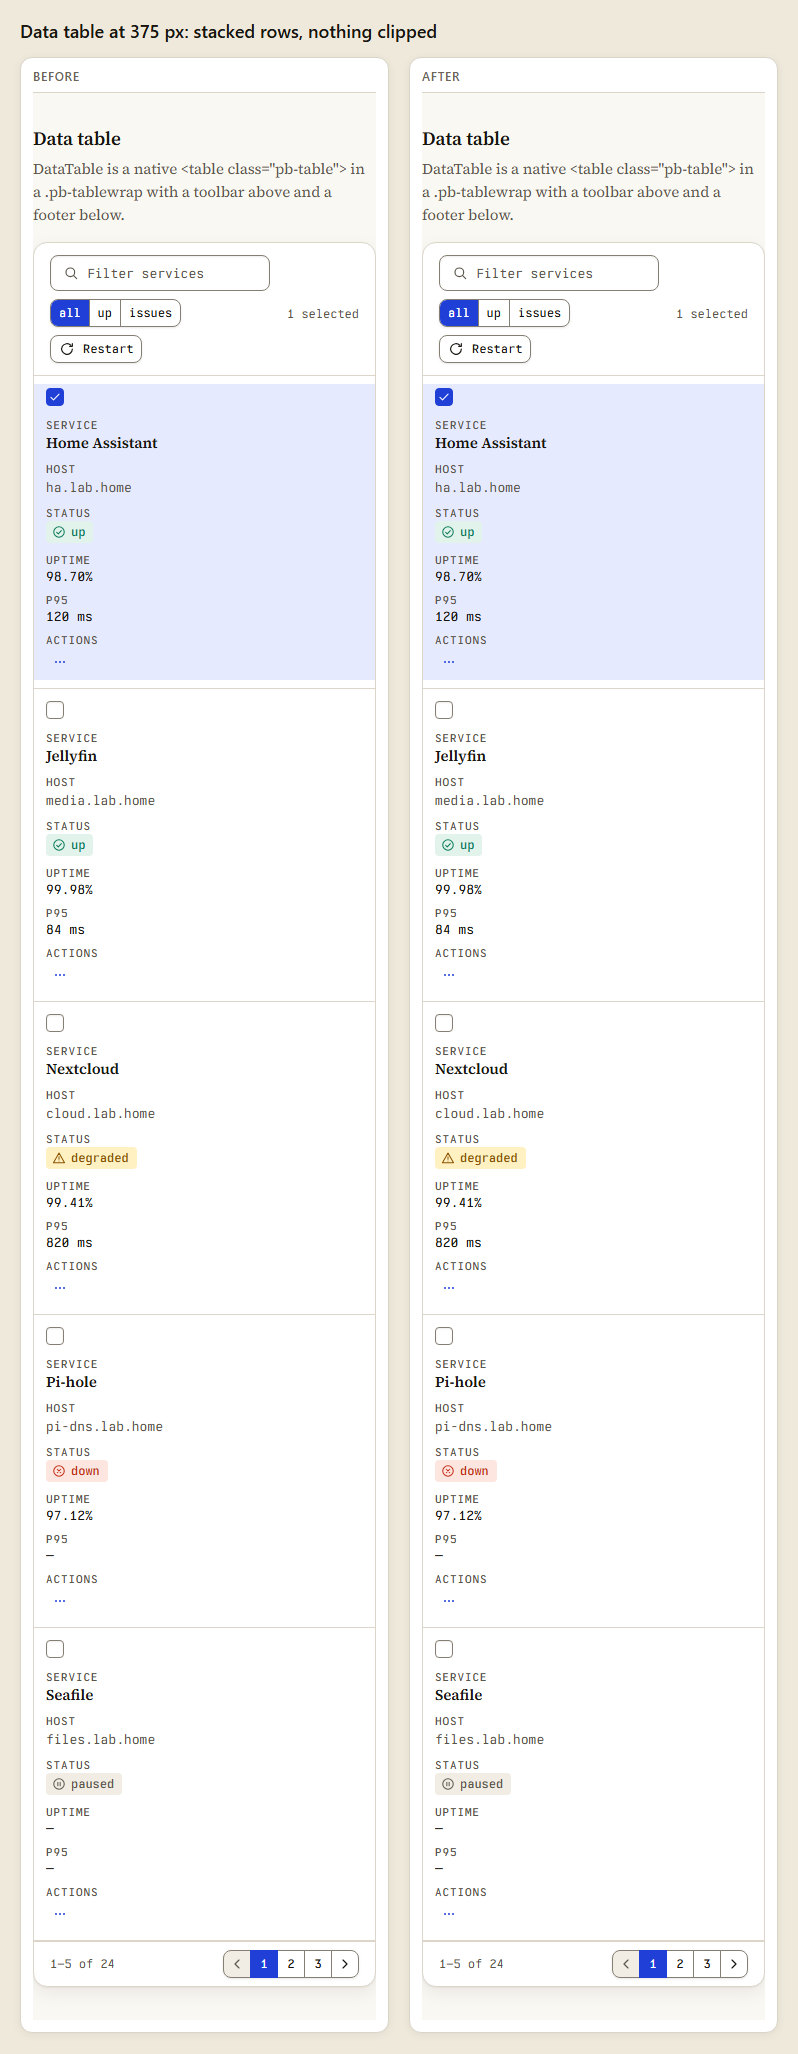 Data table at 375 px: stacked rows, nothing clipped
BEFORE
Data table
DataTable is a native <table class="pb-table"> in
a .pb-tablewrap with a toolbar above and a
footer below.
Filter services
all up issues
1 selected
Restart
SERVICE
Home Assistant
HOST
ha.lab.home
STATUS
up
UPTIME
98.70%
P95
120 ms
ACTIONS
...
SERVICE
Jellyfin
HOST
media.lab.home
STATUS
up
UPTIME
99.98%
P95
84 ms
ACTIONS
...
SERVICE
Nextcloud
HOST
cloud.lab.home
STATUS
degraded
UPTIME
99.41%
P95
820 ms
ACTIONS
...
SERVICE
Pi-hole
HOST
pi-dns.lab.home
STATUS
down
UPTIME
97.12%
P95
—
ACTIONS
...
SERVICE
Seafile
HOST
files.lab.home
STATUS
paused
UPTIME
—
P95
—
ACTIONS
...
1–5 of 24
1 2 3
AFTER
Data table
DataTable is a native <table class="pb-table"> in
a .pb-tablewrap with a toolbar above and a
footer below.
Filter services
all up issues
1 selected
Restart
SERVICE
Home Assistant
HOST
ha.lab.home
STATUS
up
UPTIME
98.70%
P95
120 ms
ACTIONS
...
SERVICE
Jellyfin
HOST
media.lab.home
STATUS
up
UPTIME
99.98%
P95
84 ms
ACTIONS
...
SERVICE
Nextcloud
HOST
cloud.lab.home
STATUS
degraded
UPTIME
99.41%
P95
820 ms
ACTIONS
...
SERVICE
Pi-hole
HOST
pi-dns.lab.home
STATUS
down
UPTIME
97.12%
P95
—
ACTIONS
...
SERVICE
Seafile
HOST
files.lab.home
STATUS
paused
UPTIME
—
P95
—
ACTIONS
...
1–5 of 24
1 2 3